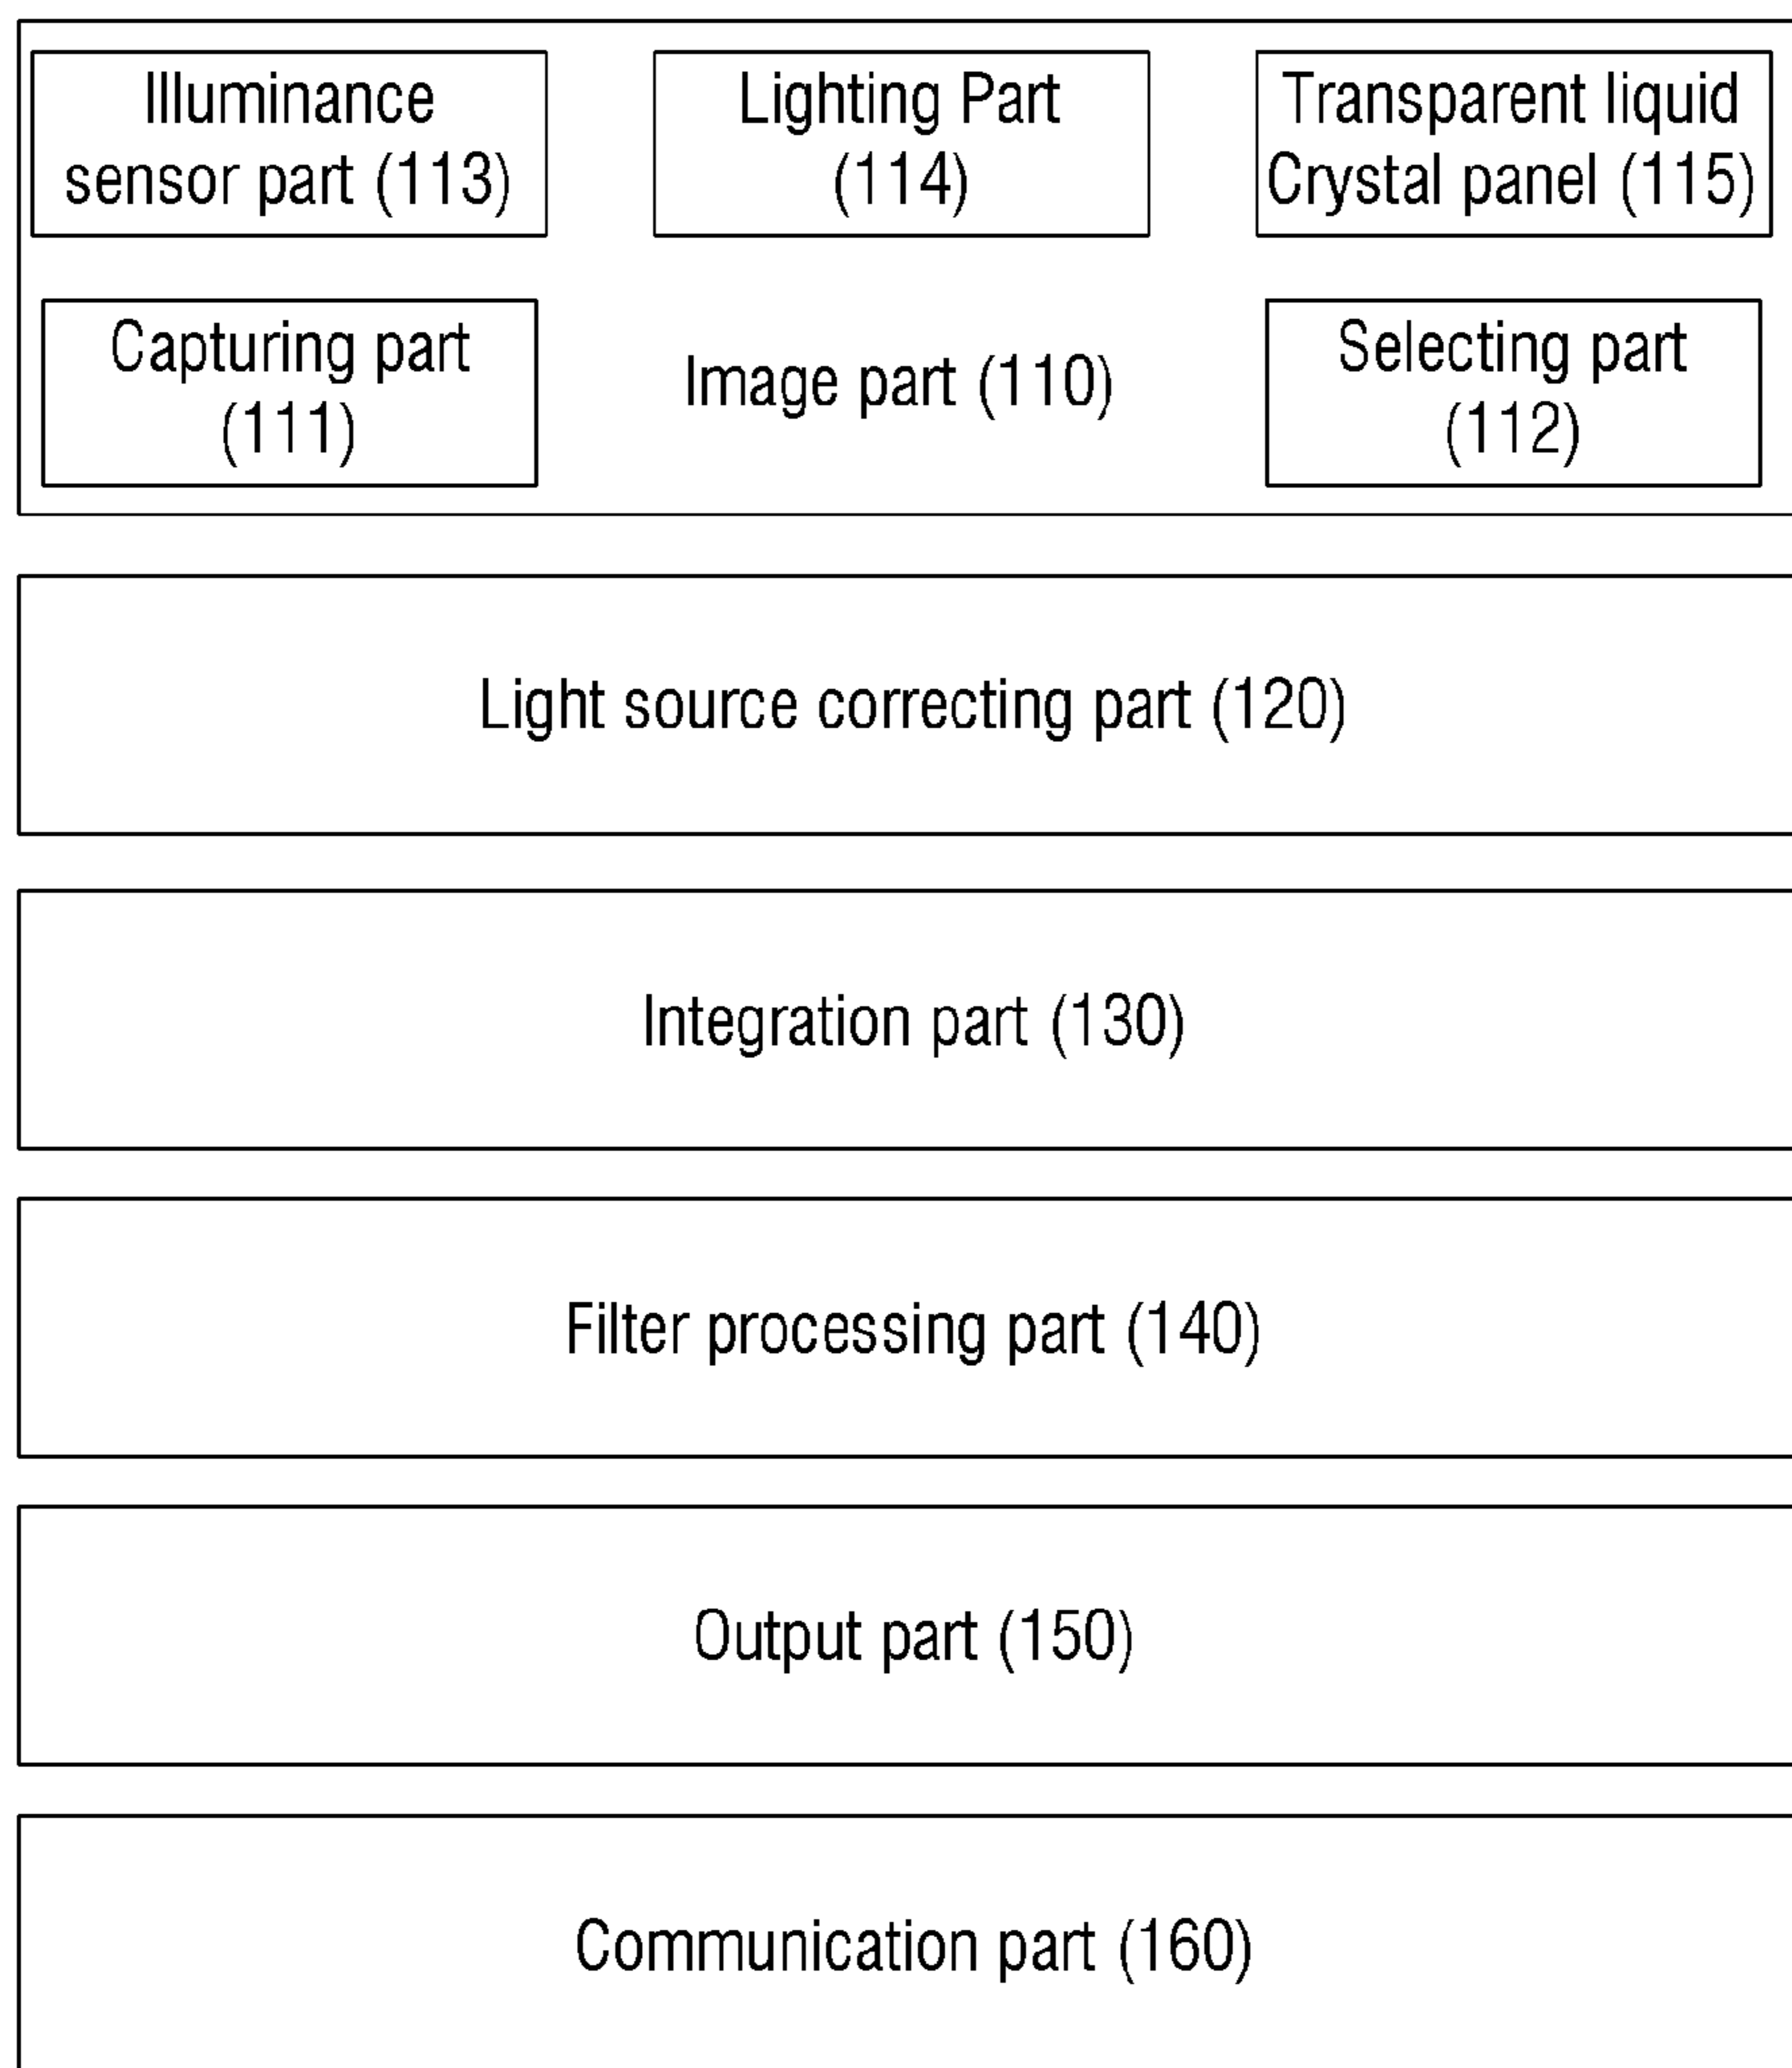 Illuminance
sensor part (113)
Lighting Part
(114)
Transparent liquid
Crystal panel (115)
Capturing part
(111)
Image part (110)
Selecting part
(112)
Light source correcting part (120)
Integration part (130)
Filter processing part (140)
Output part (150)
Communication part (160)